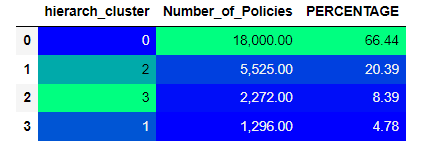 hierarch_cluster Number_of_Policies PERCENTAGE
0 0 18,000.00 66.44
1 2 5,525.00 20.39
2 3 2,272.00 8.39
3 1 1,296.00 4.78